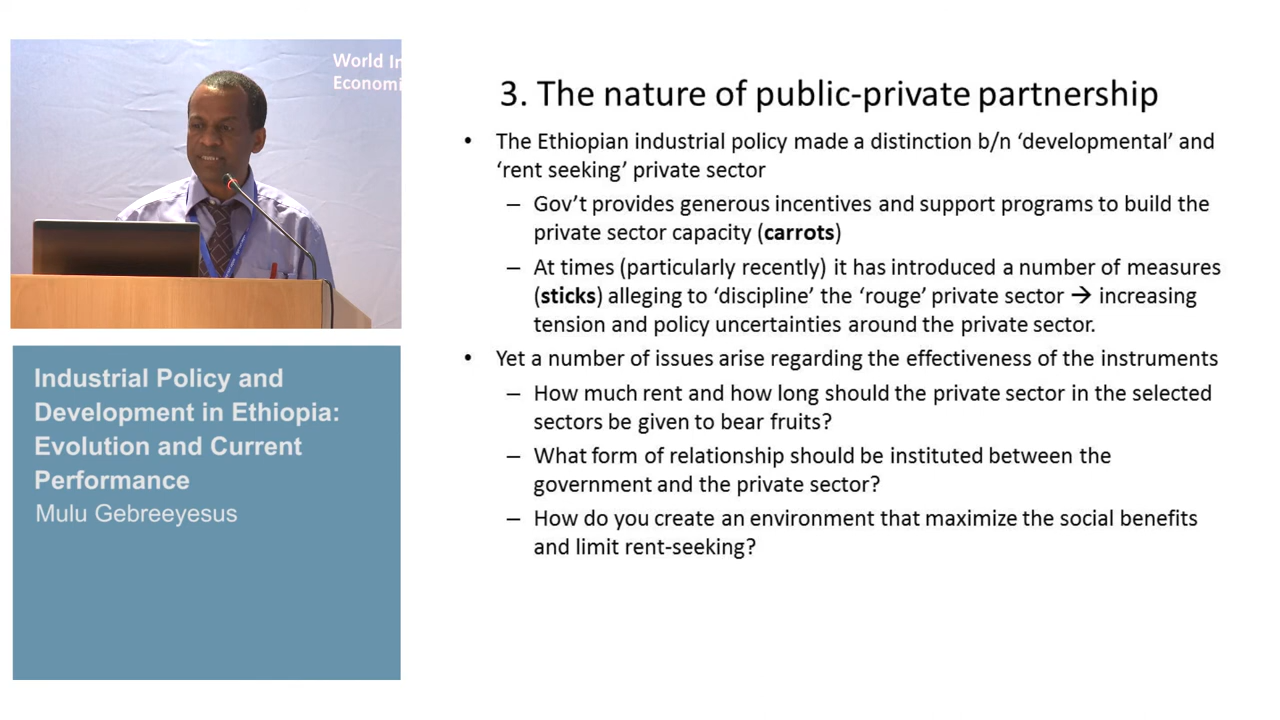 World In
Economi
Industrial Policy and
Development in Ethiopia:
Evolution and Current
Performance
Mulu Gebreeyesus
3. The nature of public-private partnership
• The Ethiopian industrial policy made a distinction b/n ‘developmental’ and
‘rent seeking’ private sector
– Gov’t provides generous incentives and support programs to build the
private sector capacity (carrots)
– At times (particularly recently) it has introduced a number of measures
(sticks) alleging to ‘discipline’ the ‘rouge’ private sector → increasing
tension and policy uncertainties around the private sector.
• Yet a number of issues arise regarding the effectiveness of the instruments
– How much rent and how long should the private sector in the selected
sectors be given to bear fruits?
– What form of relationship should be instituted between the
government and the private sector?
– How do you create an environment that maximize the social benefits
and limit rent-seeking?